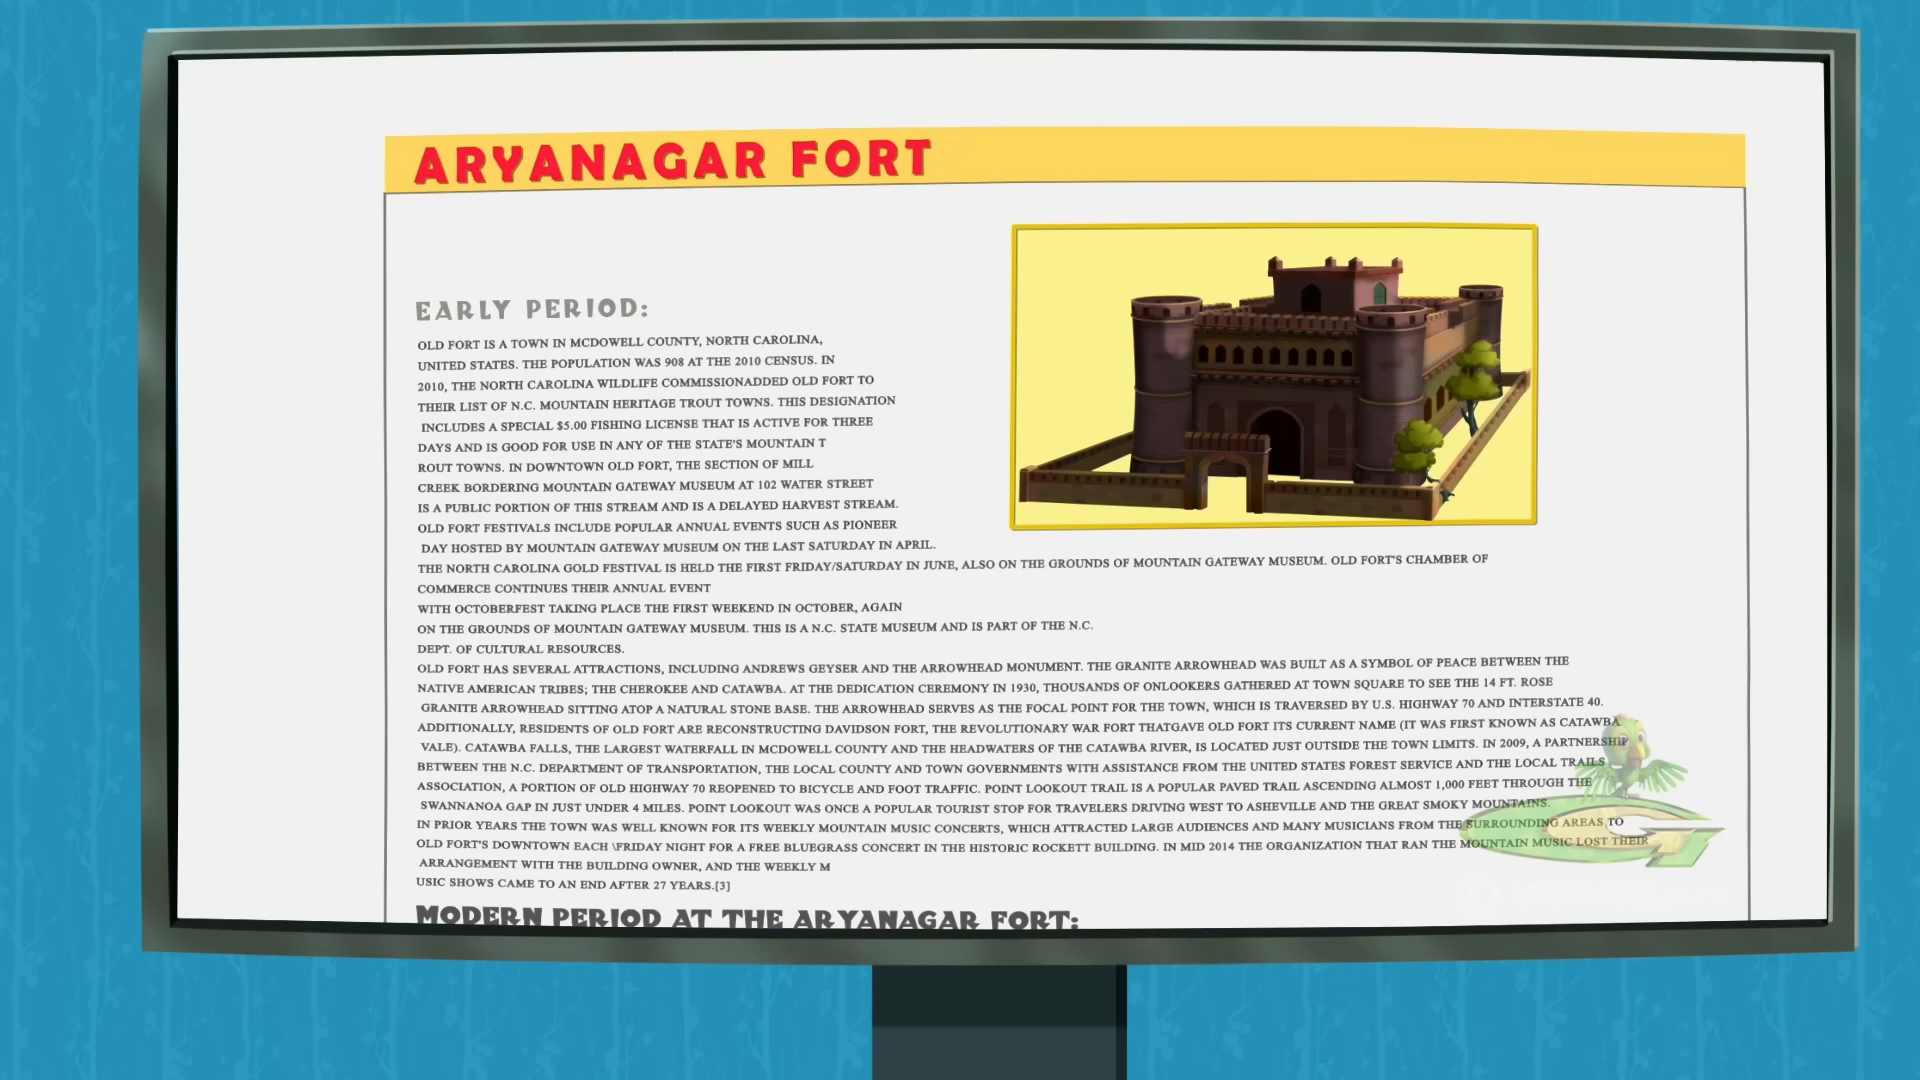 ARYANAGAR FORT
EARLY PERIOD:
OLD FORT IS A TOWN IN MCDOWELL COUNTY, NORTH CAROLINA,
UNITED STATES. THE POPULATION WAS 908 AT THE 2010 CENSUS. IN
2010, THE NORTH CAROLINA WILDLIFE COMMISSIONADDED OLD FORT TO
THEIR LIST OF N.C. MOUNTAIN HERITAGE TROUT TOWNS. THIS DESIGNATION
INCLUDES A SPECIAL $5.00 FISHING LICENSE THAT IS ACTIVE FOR THREE
DAYS AND IS GOOD FOR USE IN ANY OF THE STATE'S MOUNTAIN T
ROUT TOWNS. IN DOWNTOWN OLD FORT, THE SECTION OF MILL
CREEK BORDERING MOUNTAIN GATEWAY MUSEUM AT 102 WATER STREET
IS A PUBLIC PORTION OF THIS STREAM AND IS A DELAYED HARVEST STREAM.
OLD FORT FESTIVALS INCLUDE POPULAR ANNUAL EVENTS SUCH AS PIONEER
DAY HOSTED BY MOUNTAIN GATEWAY MUSEUM ON THE LAST SATURDAY IN APRIL.
THE NORTH CAROLINA GOLD FESTIVAL IS HELD THE FIRST FRIDAY/SATURDAY IN JUNE, ALSO ON THE GROUNDS OF MOUNTAIN GATEWAY MUSEUM. OLD FORT'S CHAMBER OF
COMMERCE CONTINUES THEIR ANNUAL EVENT
WITH OCTOBERFEST TAKING PLACE THE FIRST WEEKEND IN OCTOBER, AGAIN
ON THE GROUNDS OF MOUNTAIN GATEWAY MUSEUM. THIS IS A N.C. STATE MUSEUM AND IS PART OF THE N.C.
DEPT. OF CULTURAL RESOURCES.
OLD FORT HAS SEVERAL ATTRACTIONS, INCLUDING ANDREWS GEYSER AND THE ARROWHEAD MONUMENT. THE GRANITE ARROWHEAD WAS BUILT AS A SYMBOL OF PEACE BETWEEN THE
NATIVE AMERICAN TRIBES; THE CHEROKEE AND CATAWBA. AT THE DEDICATION CEREMONY IN 1930, THOUSANDS OF ONLOOKERS GATHERED AT TOWN SQUARE TO SEE THE 14 FT. ROSE
GRANITE ARROWHEAD SITTING ATOP A NATURAL STONE BASE. THE ARROWHEAD SERVES AS THE FOCAL POINT FOR THE TOWN, WHICH IS TRAVERSED BY U.S. HIGHWAY 70 AND INTERSTATE 40.
ADDITIONALLY, RESIDENTS OF OLD FORT ARE RECONSTRUCTING DAVIDSON FORT, THE REVOLUTIONARY WAR FORT THATGAVE OLD FORT ITS CURRENT NAME (IT WAS FIRST KNOWN AS CATAWBA
VALE). CATAWBA FALLS, THE LARGEST WATERFALL IN MCDOWELL COUNTY AND THE HEADWATERS OF THE CATAWBA RIVER, IS LOCATED JUST OUTSIDE THE TOWN LIMITS. IN 2009, A PARTNERSHIP
BETWEEN THE N.C. DEPARTMENT OF TRANSPORTATION, THE LOCAL COUNTY AND TOWN GOVERNMENTS WITH ASSISTANCE FROM THE UNITED STATES FOREST SERVICE AND THE LOCAL TRAILS
ASSOCIATION, A PORTION OF OLD HIGHWAY 70 REOPENED TO BICYCLE AND FOOT TRAFFIC. POINT LOOKOUT TRAIL IS A POPULAR PAVED TRAIL ASCENDING ALMOST 1,000 FEET THROUGH THE
SWANNANOA GAP IN JUST UNDER 4 MILES. POINT LOOKOUT WAS ONCE A POPULAR TOURIST STOP FOR TRAVELERS DRIVING WEST TO ASHEVILLE AND THE GREAT SMOKY MOUNTAINS.
IN PRIOR YEARS THE TOWN WAS WELL KNOWN FOR ITS WEEKLY MOUNTAIN MUSIC CONCERTS, WHICH ATTRACTED LARGE AUDIENCES AND MANY MUSICIANS FROM THE SURROUNDING AREAS TO
OLD FORT'S DOWNTOWN EACH \FRIDAY NIGHT FOR A FREE BLUEGRASS CONCERT IN THE HISTORIC ROCKETT BUILDING. IN MID 2014 THE ORGANIZATION THAT RAN THE MOUNTAIN MUSIC LOST THEIR
ARRANGEMENT WITH THE BUILDING OWNER, AND THE WEEKLY M
USIC SHOWS CAME TO AN END AFTER 27 YEARS.[3]
MODERN PERIOD AT THE ARYANAGAR FORT: